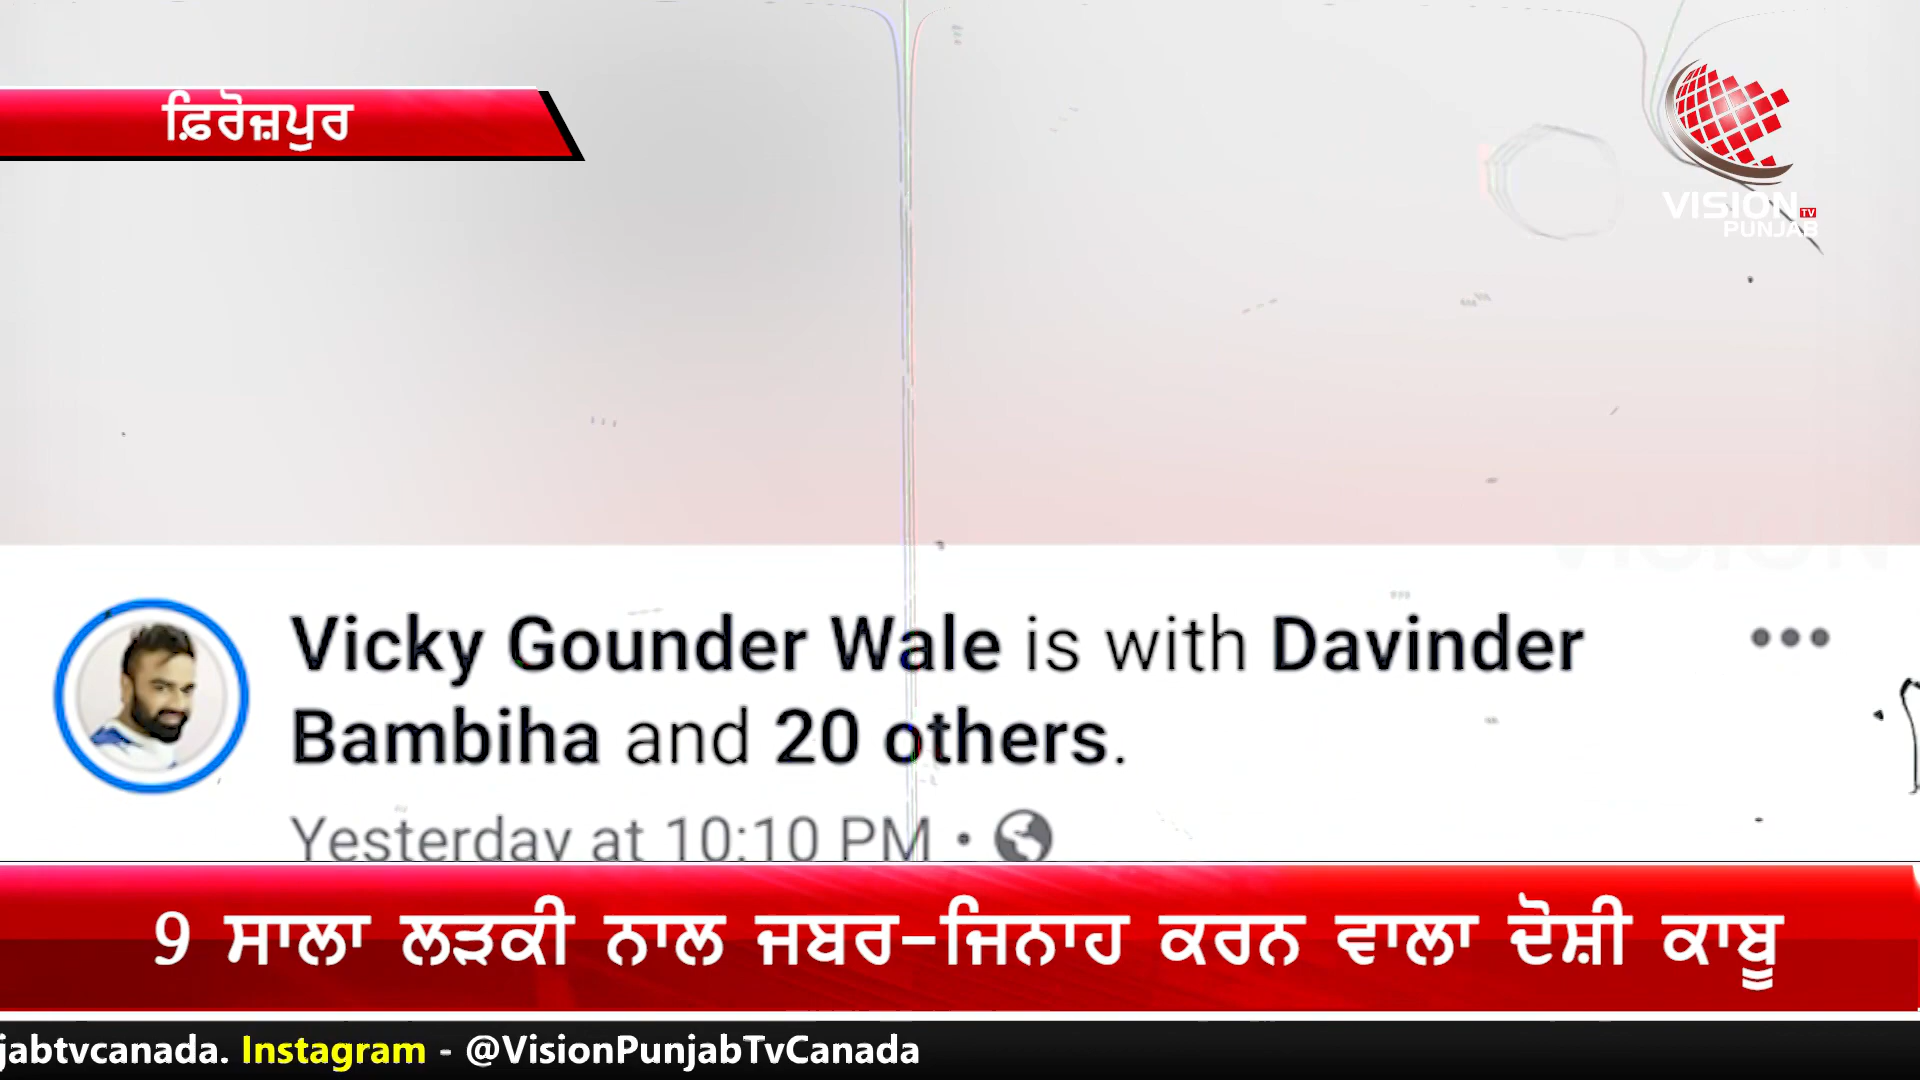 ਫ਼ਿਰੋਜ਼ਪੁਰ
VISION TV
PUNJAB
Vicky Gounder Wale is with Davinder
Bambiha and 20 others.
Yesterday at 10:10 PM •
9 ਸਾਲਾ ਲੜਕੀ ਨਾਲ ਜਬਰ-ਜਿਨਾਹ ਕਰਨ ਵਾਲਾ ਦੋਸ਼ੀ ਕਾਬੂ
jabtvcanada. Instagram - @VisionPunjabTvCanada